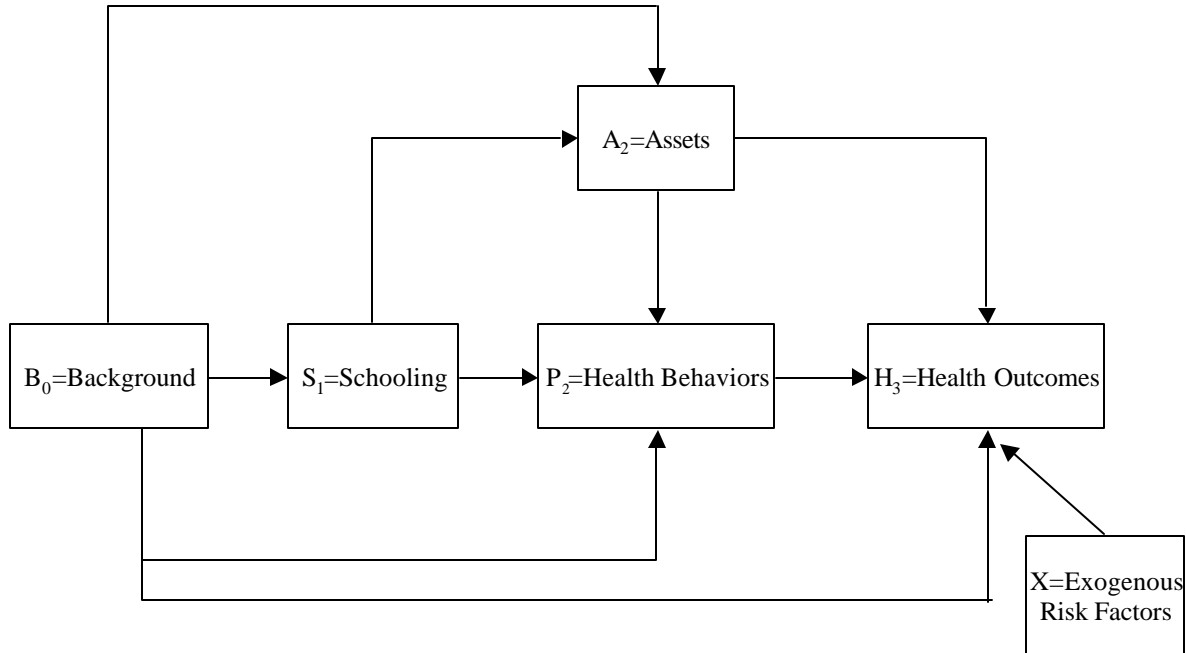 A₂=Assets
B₀=Background
S₁=Schooling
P₂=Health Behaviors
H₃=Health Outcomes
X=Exogenous
Risk Factors